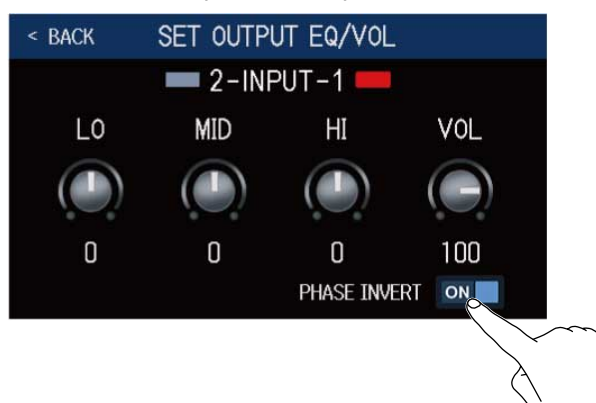 < BACK SET OUTPUT EQ/VOL
2-INPUT-1
LO MID HI VOL
0 0 0 100
PHASE INVERT ON